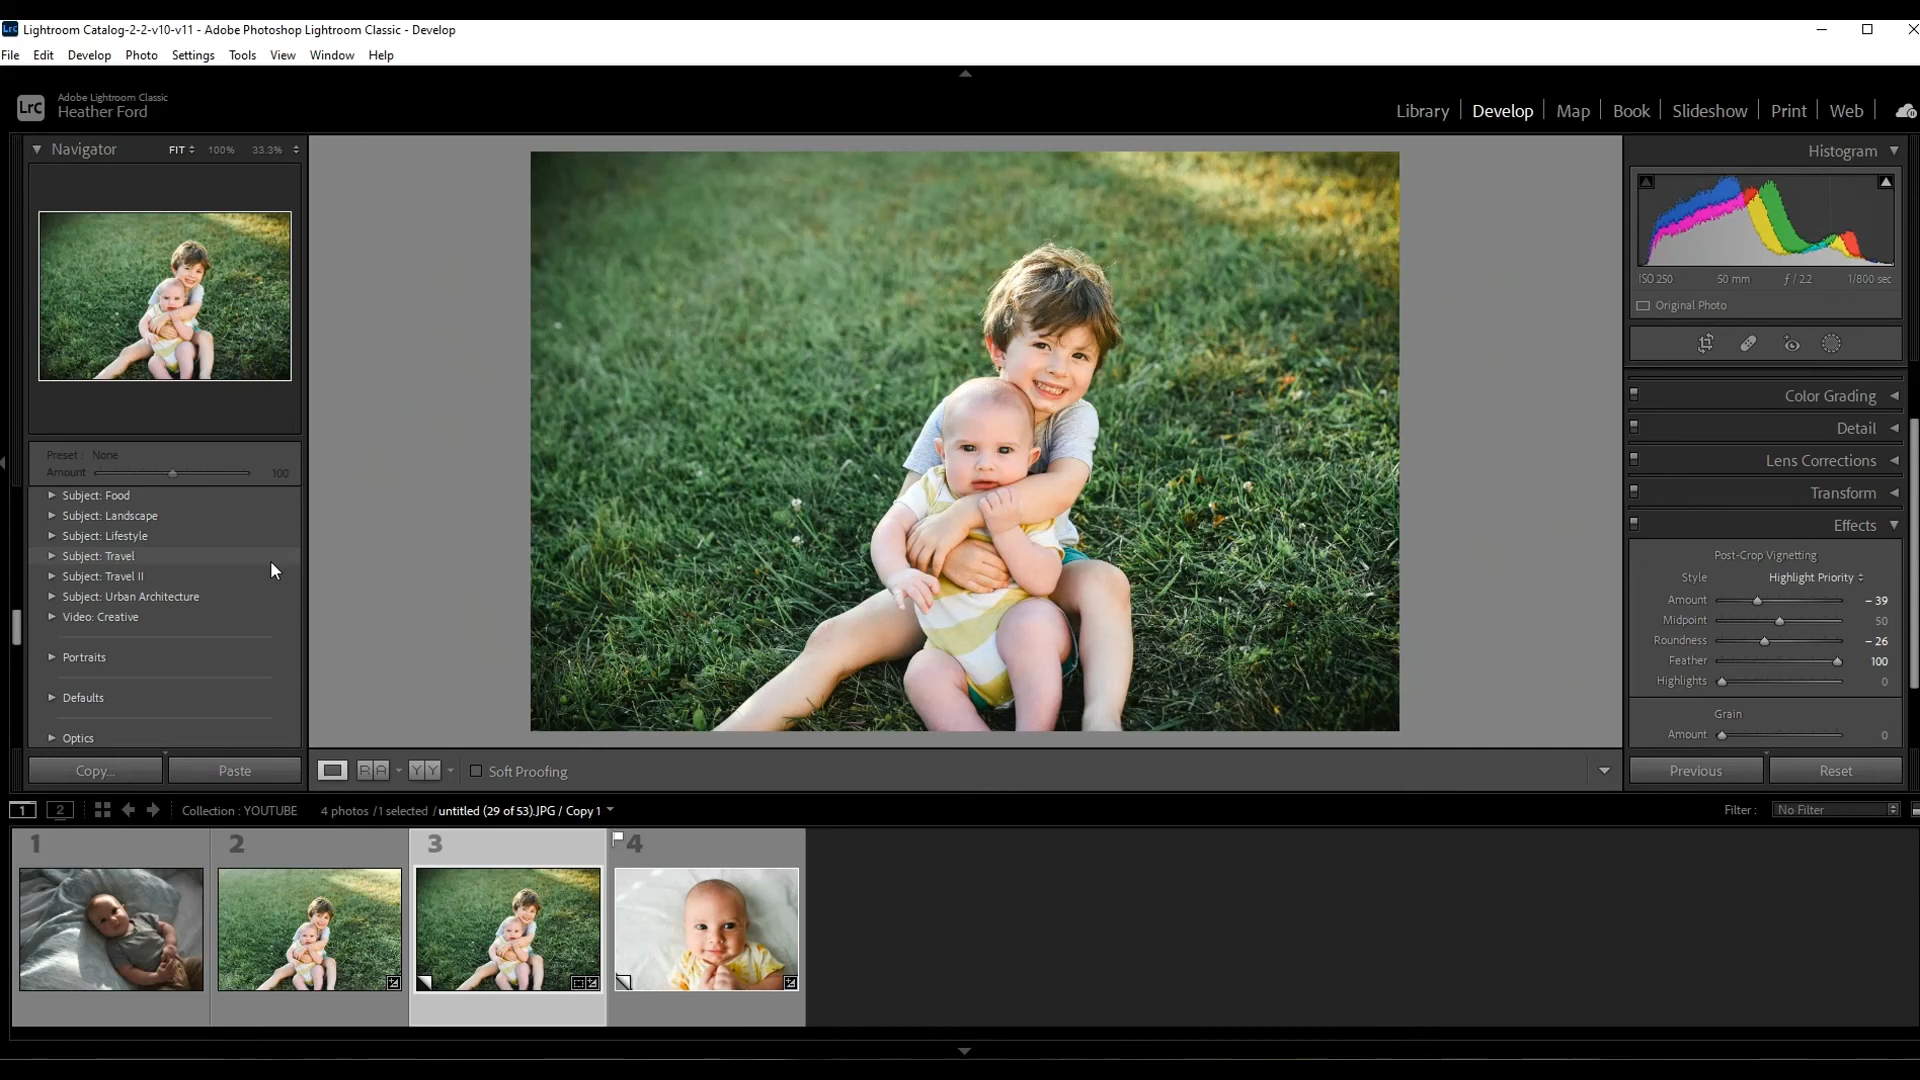 Lrc Lightroom Catalog-2-2-v10-v11 - Adobe Photoshop Lightroom Classic - Develop
File Edit Develop Photo Settings Tools View Window Help
Lrc Adobe Lightroom Classic
Heather Ford
Library Develop Map Book Slideshow Print Web
Navigator FIT 100% 33.3%
Preset : None
Amount 100
Subject: Food
Subject: Landscape
Subject: Lifestyle
Subject: Travel
Subject: Travel II
Subject: Urban Architecture
Video: Creative
Portraits
Defaults
Optics
Copy... Paste
Histogram
ISO 250 50 mm ƒ / 2.2 1/800 sec
Original Photo
Color Grading
Detail
Lens Corrections
Transform
Effects
Post-Crop Vignetting
Style Highlight Priority
Amount – 39
Midpoint 50
Roundness – 26
Feather 100
Highlights 0
Grain
Amount 0
Previous Reset
R A Y Y Soft Proofing
1 2 Collection : YOUTUBE 4 photos / 1 selected / untitled (29 of 53).JPG / Copy 1
Filter : No Filter
1 2 3 4